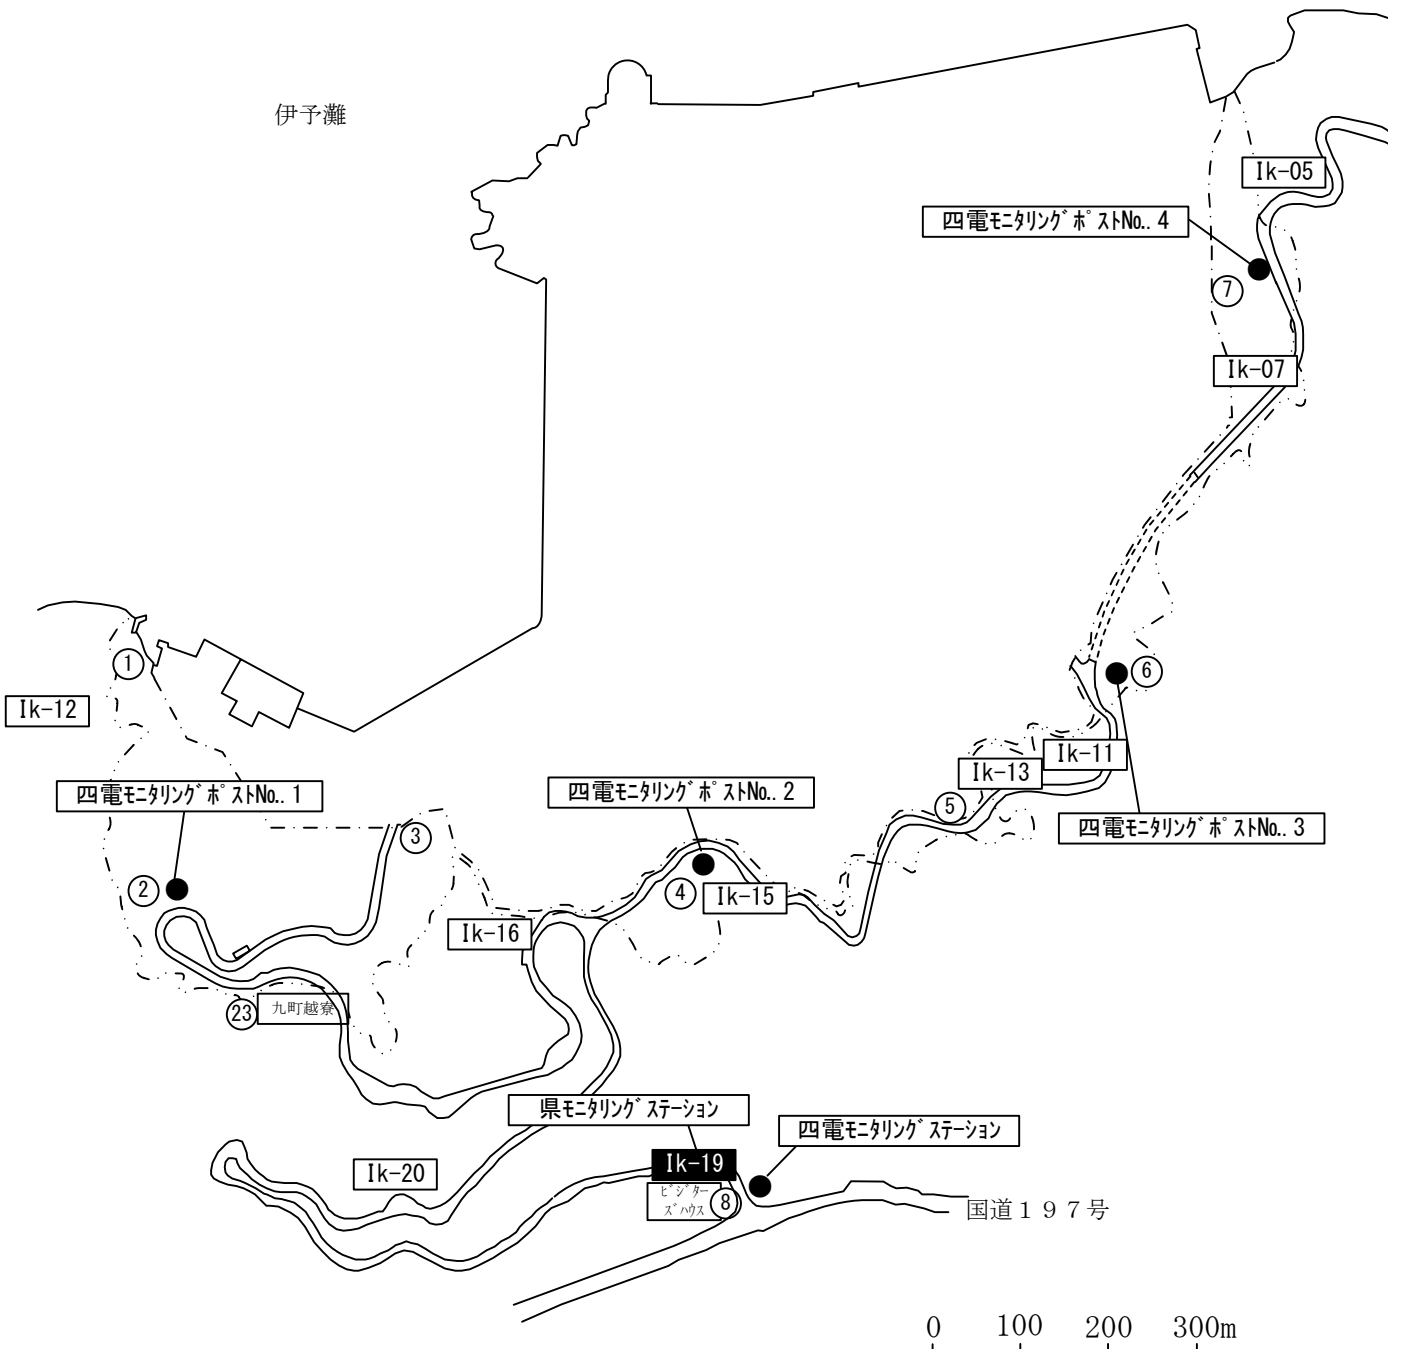 伊予灘
Ik-05
四電モニタリングポストNo.. 4
⑦
Ik-07
①
⑥
Ik-12
Ik-11
Ik-13
四電モニタリングポストNo.. 1
四電モニタリングポストNo.. 2
⑤
四電モニタリングポストNo.. 3
③
②
④
Ik-15
Ik-16
㉓
九町越寮
県モニタリングステーション
四電モニタリングステーション
Ik-19
Ik-20
ビジター
ズハウス
⑧
国道197号
0 100 200 300m